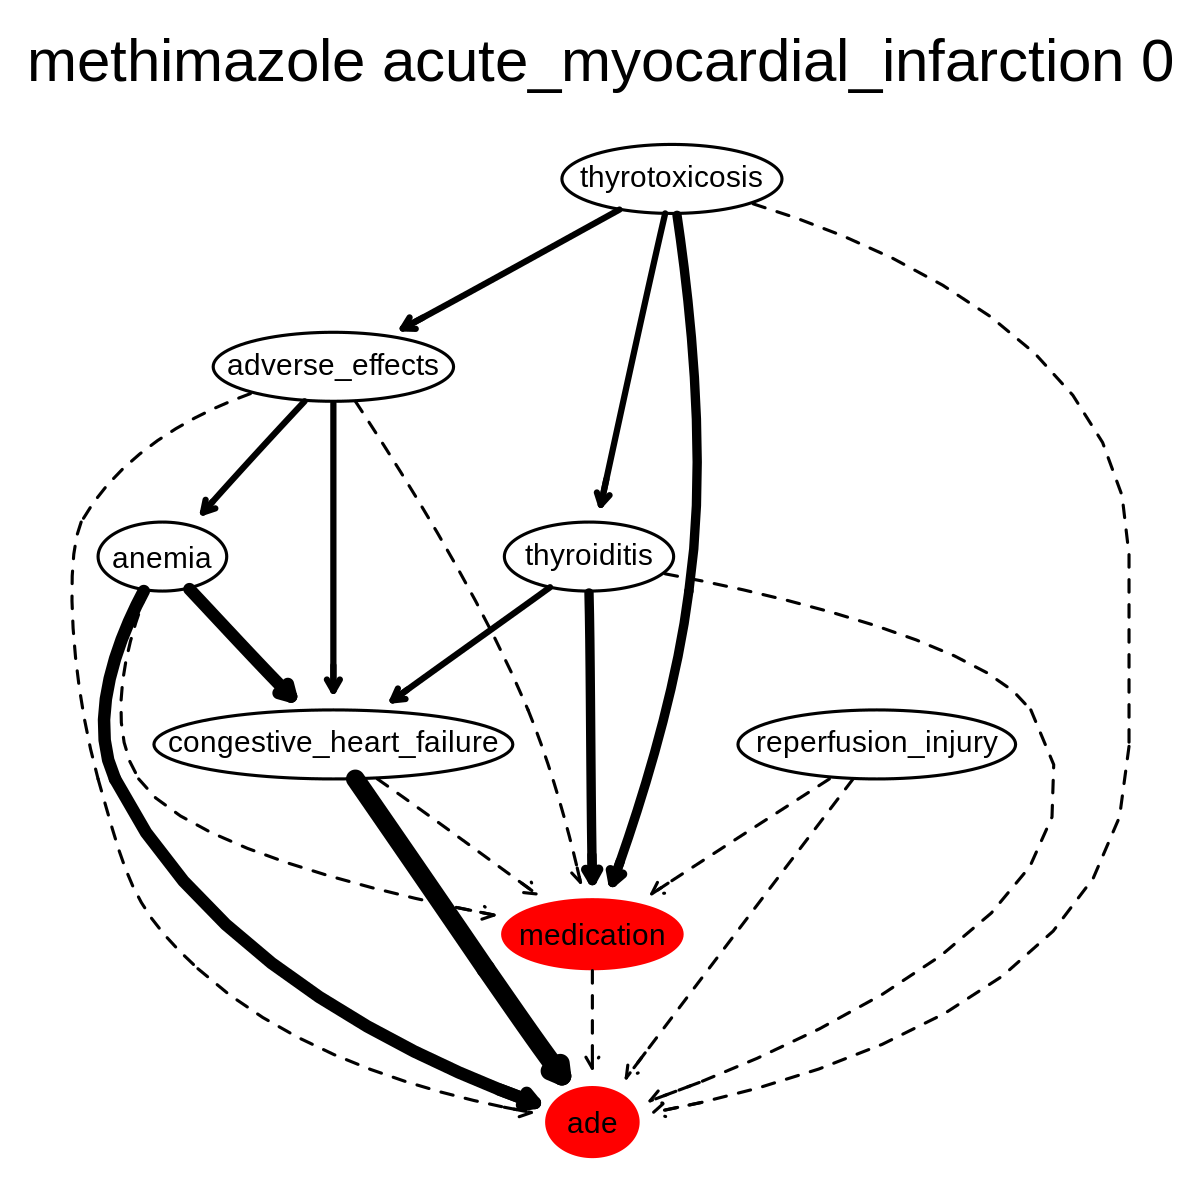 methimazole acute_myocardial_infarction 0
thyrotoxicosis
adverse_effects
anemia
thyroiditis
congestive_heart_failure
reperfusion_injury
medication
ade